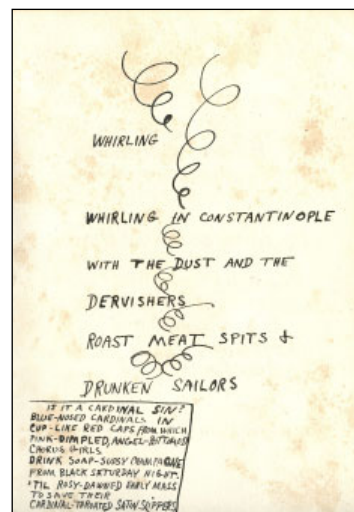 WHIRLING
WHIRLING IN CONSTANTINOPLE
WITH THE DUST AND THE
DERVISHERS
ROAST MEAT SPITS &
DRUNKEN SAILORS
IS IT A CARDINAL SIN?
BLUE-NOSED CARDINALS IN
CUP-LIKE RED CAPS FROM WHICH
PINK-DIMPLED, ANGEL-BOTTOMED
CHORUS GIRLS
DRINK SOAP-SUDSY CHAMPAGNE
FROM BLACK SATURDAY NIGHT
'TIL ROSY-DAWNED EARLY MASS
TO SAVE THEIR
CARDINAL-THROATED SATIN SLIPPERS